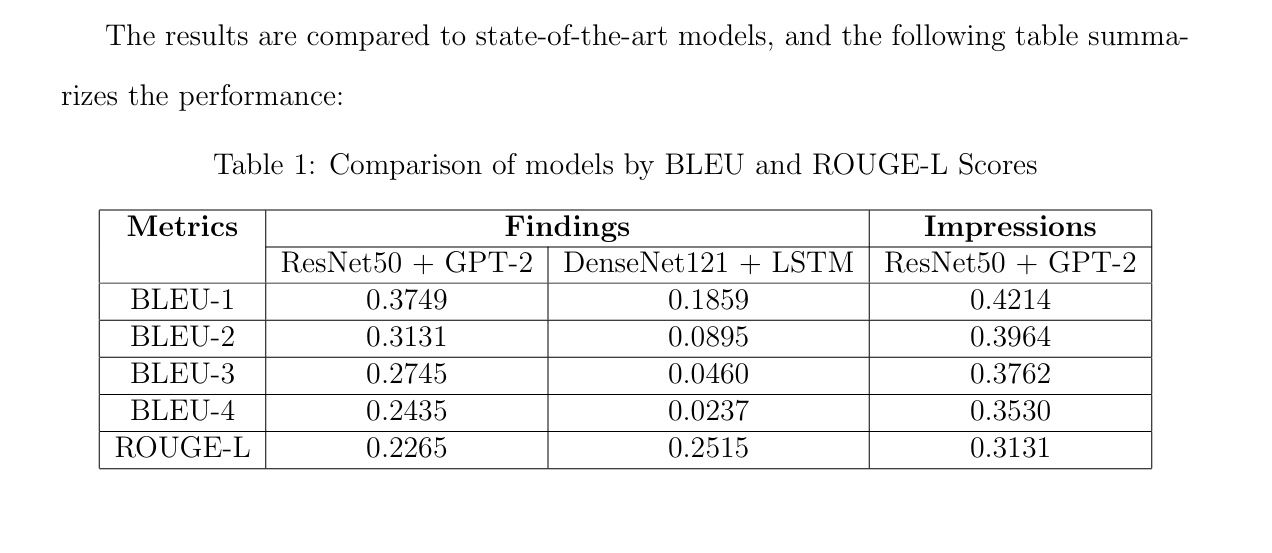 The results are compared to state-of-the-art models, and the following table summa-
rizes the performance:
Table 1: Comparison of models by BLEU and ROUGE-L Scores
Metrics Findings Impressions
ResNet50 + GPT-2 DenseNet121 + LSTM ResNet50 + GPT-2
BLEU-1 0.3749 0.1859 0.4214
BLEU-2 0.3131 0.0895 0.3964
BLEU-3 0.2745 0.0460 0.3762
BLEU-4 0.2435 0.0237 0.3530
ROUGE-L 0.2265 0.2515 0.3131